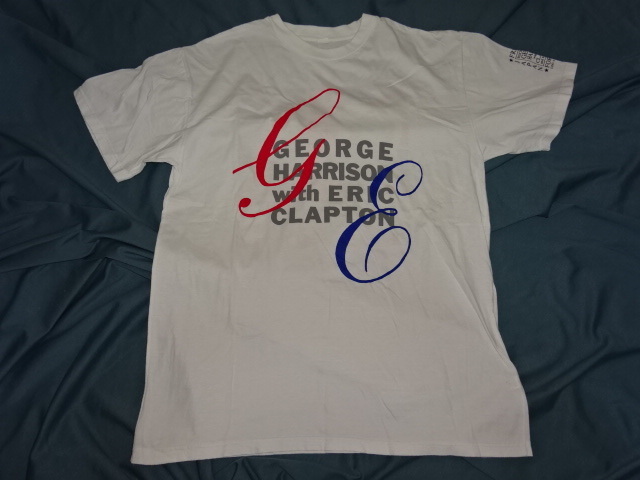 G
GEORGE
HARRISON
with ERIC
CLAPTON
E